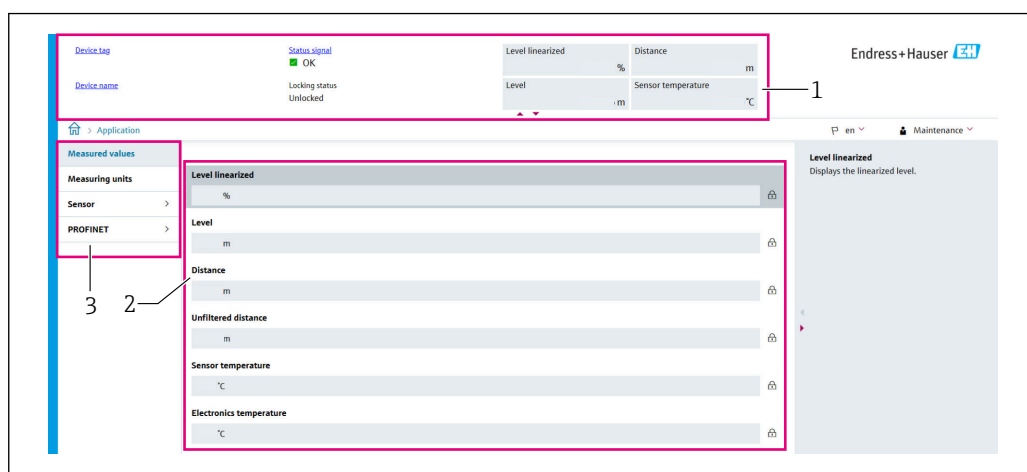 Device tag
Status signal
OK
Level linearized
%
Distance
m
Endress+Hauser EH
Device name
Locking status
Unlocked
Level
m
Sensor temperature
°C
1
> Application
en
Maintenance
Measured values
Measuring units
Sensor >
PROFINET >
3
2
Level linearized
%
Level
m
Distance
m
Unfiltered distance
m
Sensor temperature
°C
Electronics temperature
°C
Level linearized
Displays the linearized level.